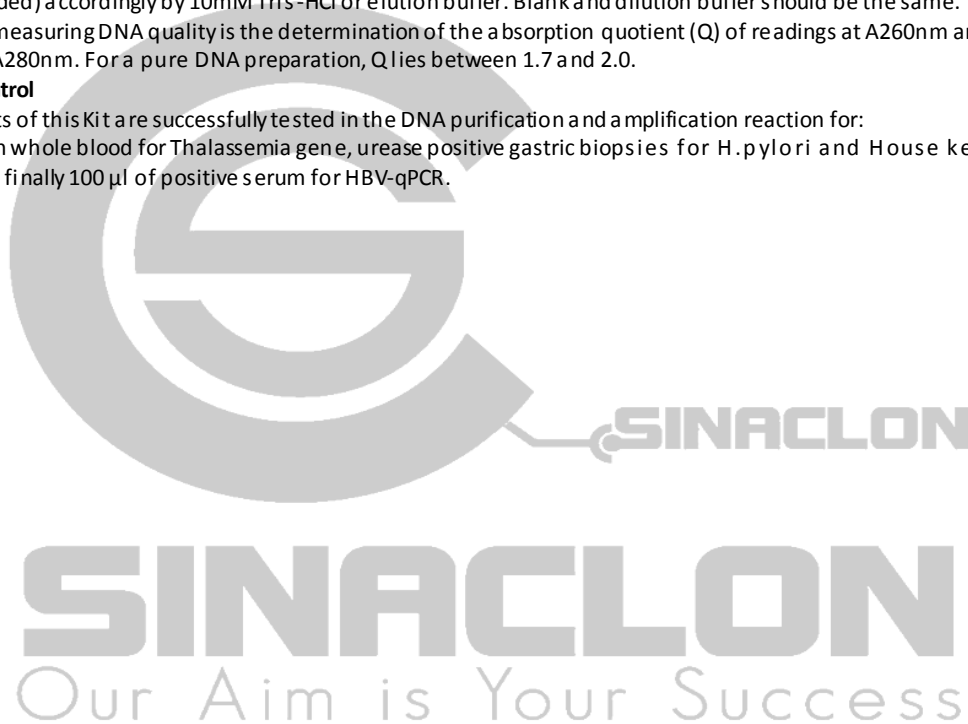 ded) accordingly by 10mM Tris-HCl or elution buffer. Blank and dilution buffer should be the same.
measuring DNA quality is the determination of the absorption quotient (Q) of readings at A260nm an
A280nm. For a pure DNA preparation, Q lies between 1.7 and 2.0.
trol
ts of this Kit are successfully tested in the DNA purification and amplification reaction for:
n whole blood for Thalassemia gene, urease positive gastric biopsies for H.pylori and House ke
finally 100 µl of positive serum for HBV-qPCR.
SINACLON
SINACLON
Our Aim is Your Success